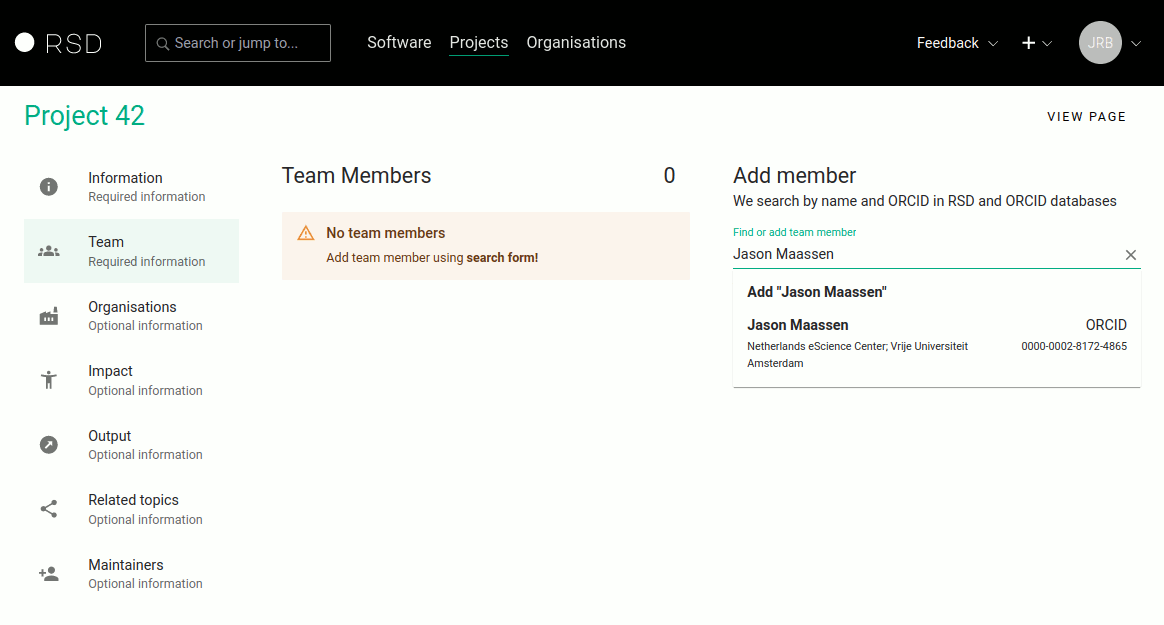 RSD
Search or jump to...
Software Projects Organisations
Feedback
+
JRB
Project 42
VIEW PAGE
Information
Required information
Team
Required information
Organisations
Optional information
Impact
Optional information
Output
Optional information
Related topics
Optional information
Maintainers
Optional information
Team Members 0
No team members
Add team member using search form!
Add member
We search by name and ORCID in RSD and ORCID databases
Find or add team member
Jason Maassen
Add "Jason Maassen"
Jason Maassen ORCID
Netherlands eScience Center; Vrije Universiteit 0000-0002-8172-4865
Amsterdam